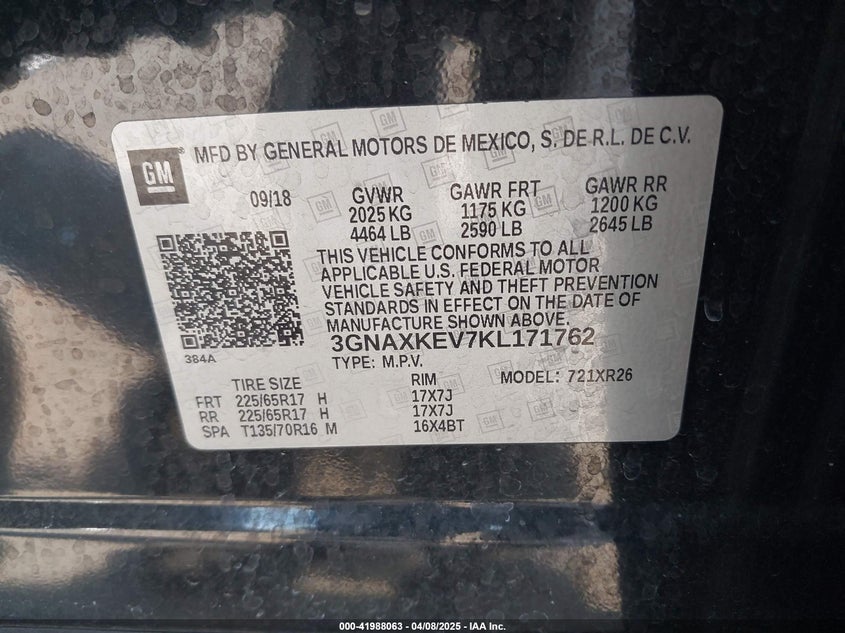 GM
MFD BY GENERAL MOTORS DE MEXICO, S. DE R.L. DE C.V.
09/18 GVWR GAWR FRT GAWR RR
2025 KG 1175 KG 1200 KG
4464 LB 2590 LB 2645 LB
THIS VEHICLE CONFORMS TO ALL
APPLICABLE U.S. FEDERAL MOTOR
VEHICLE SAFETY AND THEFT PREVENTION
STANDARDS IN EFFECT ON THE DATE OF
MANUFACTURE SHOWN ABOVE.
384A
3GNAXKEV7KL171762
TYPE: M.P.V. MODEL: 721XR26
TIRE SIZE RIM
FRT 225/65R17 H 17X7J
RR 225/65R17 H 17X7J
SPA T135/70R16 M 16X4BT
000-41988063 - 04/08/2025 - IAA Inc.